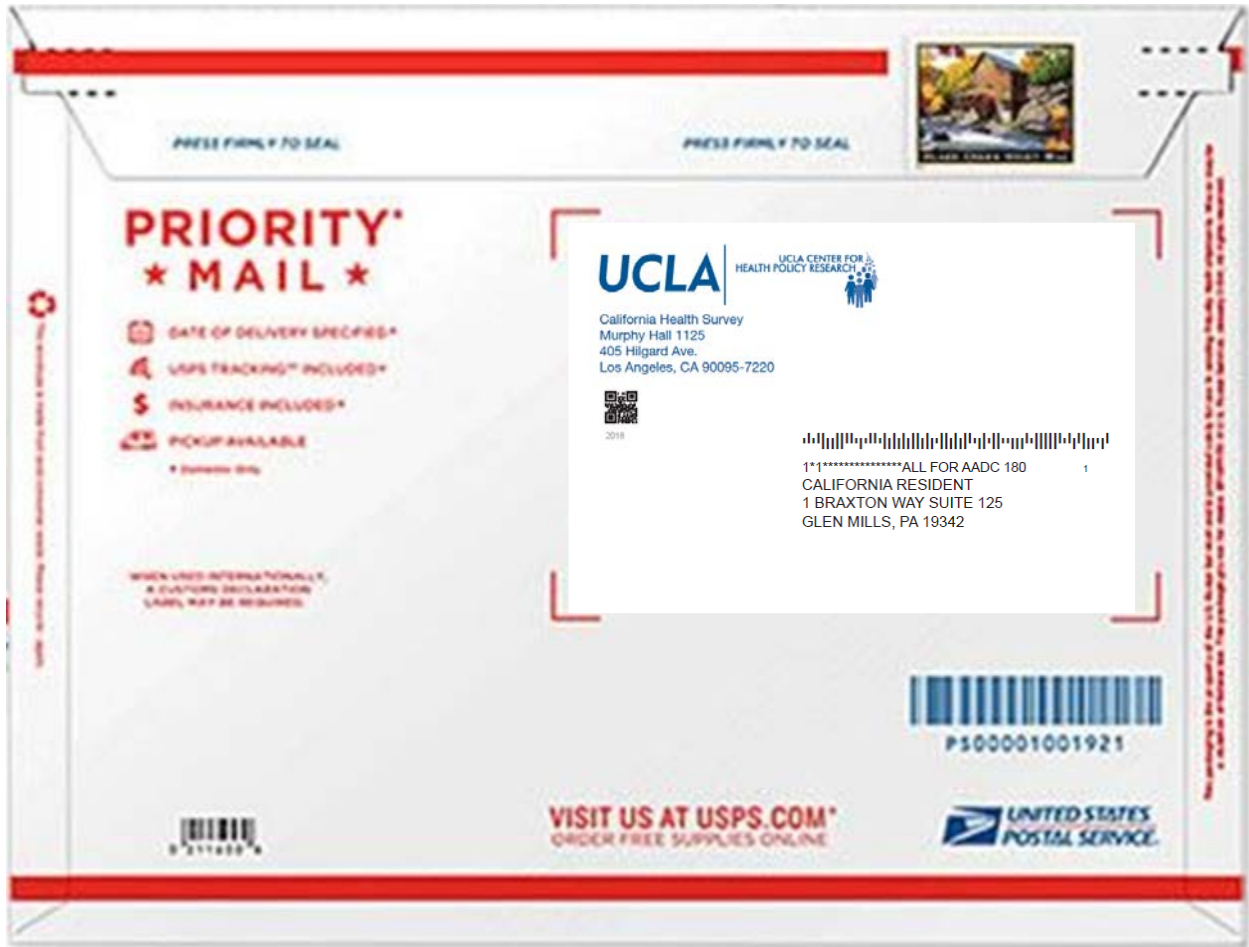 PRESS FIRMLY TO SEAL
PRESS FIRMLY TO SEAL
PRIORITY*
★ MAIL ★
DATE OF DELIVERY SPECIFIED*
USPS TRACKING™ INCLUDED*
$ INSURANCE INCLUDED*
PICKUP AVAILABLE
* Domestic Only
WHEN USED INTERNATIONALLY,
A CUSTOMS DECLARATION
LABEL MAY BE REQUIRED.
UCLA
UCLA CENTER FOR
HEALTH POLICY RESEARCH
California Health Survey
Murphy Hall 1125
405 Hilgard Ave.
Los Angeles, CA 90095-7220
2018
1*1***************ALL FOR AADC 180 1
CALIFORNIA RESIDENT
1 BRAXTON WAY SUITE 125
GLEN MILLS, PA 19342
PS00001001921
VISIT US AT USPS.COM*
ORDER FREE SUPPLIES ONLINE
UNITED STATES
POSTAL SERVICE.